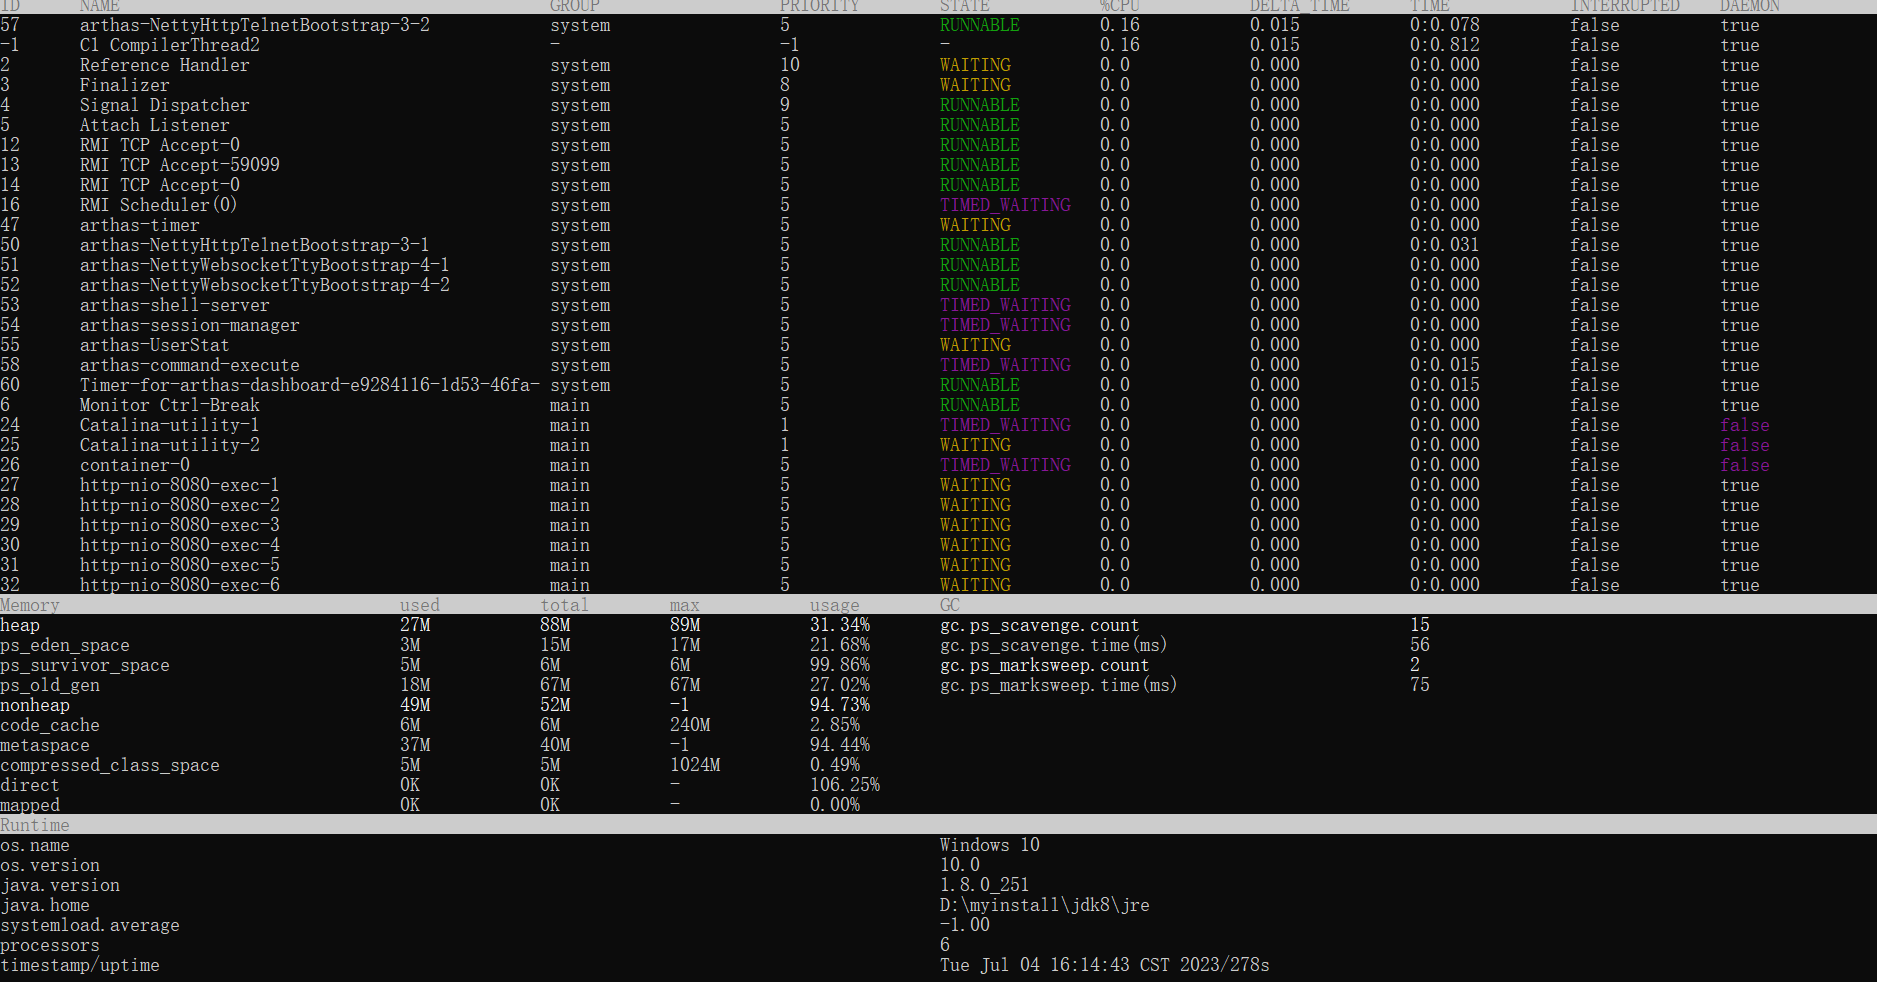 ID NAME GROUP PRIORITY STATE %CPU DELTA_TIME TIME INTERRUPTED DAEMON
57 arthas-NettyHttpTelnetBootstrap-3-2 system 5 RUNNABLE 0.16 0.015 0:0.078 false true
-1 C1 CompilerThread2 - -1 - 0.16 0.015 0:0.812 false true
2 Reference Handler system 10 WAITING 0.0 0.000 0:0.000 false true
3 Finalizer system 8 WAITING 0.0 0.000 0:0.000 false true
4 Signal Dispatcher system 9 RUNNABLE 0.0 0.000 0:0.000 false true
5 Attach Listener system 5 RUNNABLE 0.0 0.000 0:0.000 false true
12 RMI TCP Accept-0 system 5 RUNNABLE 0.0 0.000 0:0.000 false true
13 RMI TCP Accept-59099 system 5 RUNNABLE 0.0 0.000 0:0.000 false true
14 RMI TCP Accept-0 system 5 RUNNABLE 0.0 0.000 0:0.000 false true
16 RMI Scheduler(0) system 5 TIMED_WAITING 0.0 0.000 0:0.000 false true
47 arthas-timer system 5 WAITING 0.0 0.000 0:0.000 false true
50 arthas-NettyHttpTelnetBootstrap-3-1 system 5 RUNNABLE 0.0 0.000 0:0.031 false true
51 arthas-NettyWebsocketTtyBootstrap-4-1 system 5 RUNNABLE 0.0 0.000 0:0.000 false true
52 arthas-NettyWebsocketTtyBootstrap-4-2 system 5 RUNNABLE 0.0 0.000 0:0.000 false true
53 arthas-shell-server system 5 TIMED_WAITING 0.0 0.000 0:0.000 false true
54 arthas-session-manager system 5 TIMED_WAITING 0.0 0.000 0:0.000 false true
55 arthas-UserStat system 5 WAITING 0.0 0.000 0:0.000 false true
58 arthas-command-execute system 5 TIMED_WAITING 0.0 0.000 0:0.015 false true
60 Timer-for-arthas-dashboard-e9284116-1d53-46fa- system 5 RUNNABLE 0.0 0.000 0:0.015 false true
6 Monitor Ctrl-Break main 5 RUNNABLE 0.0 0.000 0:0.000 false true
24 Catalina-utility-1 main 1 TIMED_WAITING 0.0 0.000 0:0.000 false false
25 Catalina-utility-2 main 1 WAITING 0.0 0.000 0:0.000 false false
26 container-0 main 5 TIMED_WAITING 0.0 0.000 0:0.000 false false
27 http-nio-8080-exec-1 main 5 WAITING 0.0 0.000 0:0.000 false true
28 http-nio-8080-exec-2 main 5 WAITING 0.0 0.000 0:0.000 false true
29 http-nio-8080-exec-3 main 5 WAITING 0.0 0.000 0:0.000 false true
30 http-nio-8080-exec-4 main 5 WAITING 0.0 0.000 0:0.000 false true
31 http-nio-8080-exec-5 main 5 WAITING 0.0 0.000 0:0.000 false true
32 http-nio-8080-exec-6 main 5 WAITING 0.0 0.000 0:0.000 false true
Memory used total max usage GC
heap 27M 88M 89M 31.34% gc.ps_scavenge.count 15
ps_eden_space 3M 15M 17M 21.68% gc.ps_scavenge.time(ms) 56
ps_survivor_space 5M 6M 6M 99.86% gc.ps_marksweep.count 2
ps_old_gen 18M 67M 67M 27.02% gc.ps_marksweep.time(ms) 75
nonheap 49M 52M -1 94.73%
code_cache 6M 6M 240M 2.85%
metaspace 37M 40M -1 94.44%
compressed_class_space 5M 5M 1024M 0.49%
direct 0K 0K - 106.25%
mapped 0K 0K - 0.00%
Runtime
os.name Windows 10
os.version 10.0
java.version 1.8.0_251
java.home D:\myinstall\jdk8\jre
systemload.average -1.00
processors 6
timestamp/uptime Tue Jul 04 16:14:43 CST 2023/278s